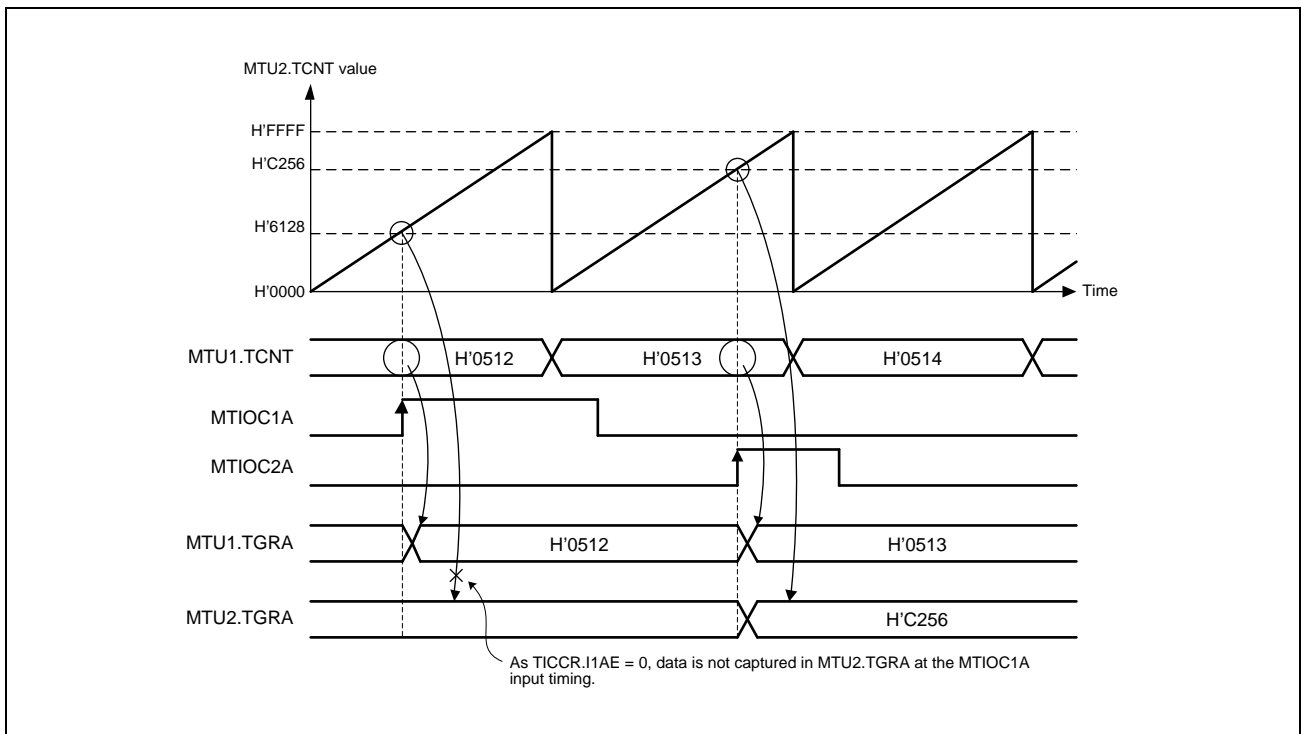 MTU2.TCNT value
H'FFFF
H'C256
H'6128
H'0000
Time
MTU1.TCNT
H'0512
H'0513
H'0514
MTIOC1A
MTIOC2A
MTU1.TGRA
H'0512
H'0513
MTU2.TGRA
H'C256
As TICCR.I1AE = 0, data is not captured in MTU2.TGRA at the MTIOC1A
input timing.